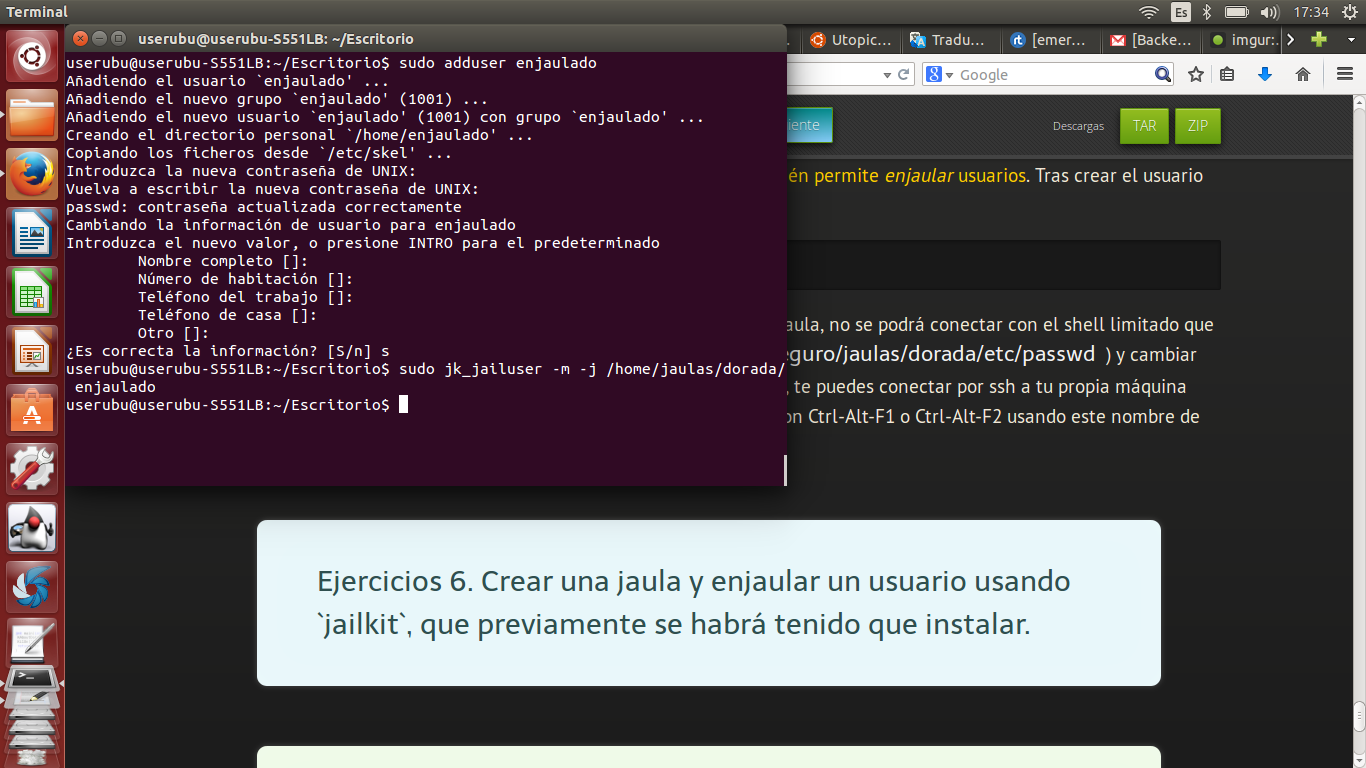 Terminal
Es
17:34
userubu@userubu-S551LB: ~/Escritorio
userubu@userubu-S551LB:~/Escritorio$ sudo adduser enjaulado
Añadiendo el usuario `enjaulado' ...
Añadiendo el nuevo grupo `enjaulado' (1001) ...
Añadiendo el nuevo usuario `enjaulado' (1001) con grupo `enjaulado' ...
Creando el directorio personal `/home/enjaulado' ...
Copiando los ficheros desde `/etc/skel' ...
Introduzca la nueva contraseña de UNIX:
Vuelva a escribir la nueva contraseña de UNIX:
passwd: contraseña actualizada correctamente
Cambiando la información de usuario para enjaulado
Introduzca el nuevo valor, o presione INTRO para el predeterminado
Nombre completo []:
Número de habitación []:
Teléfono del trabajo []:
Teléfono de casa []:
Otro []:
¿Es correcta la información? [S/n] s
userubu@userubu-S551LB:~/Escritorio$ sudo jk_jailuser -m -j /home/jaulas/dorada/
enjaulado
userubu@userubu-S551LB:~/Escritorio$
Utopic...
Tradu...
[emer...
[Backe...
imgur:.
Google
iente
Descargas
TAR
ZIP
én permite enjaular usuarios. Tras crear el usuario
aula, no se podrá conectar con el shell limitado que
eguro/jaulas/dorada/etc/passwd ) y cambiar
, te puedes conectar por ssh a tu propia máquina
on Ctrl-Alt-F1 o Ctrl-Alt-F2 usando este nombre de
Ejercicios 6. Crear una jaula y enjaular un usuario usando
`jailkit`, que previamente se habrá tenido que instalar.